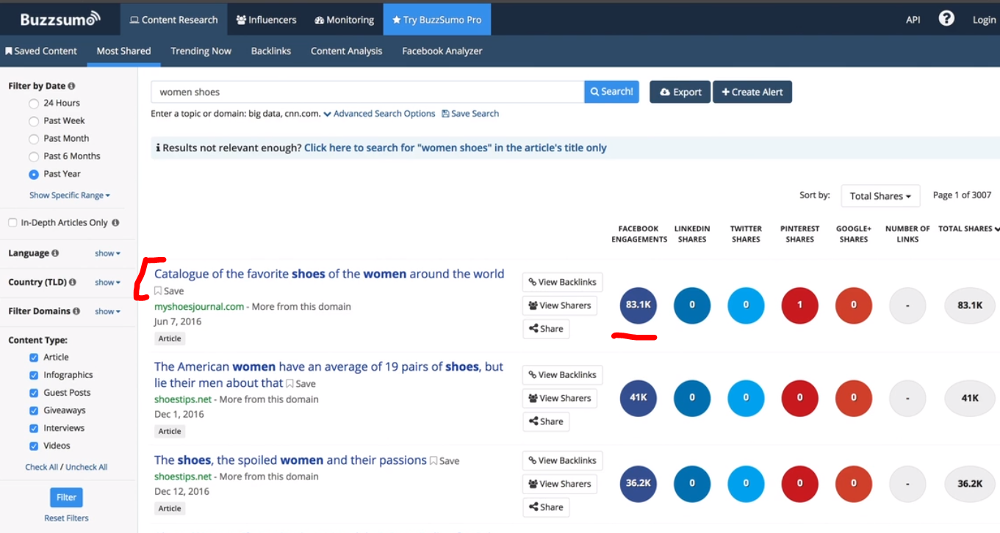 Buzzsumo
Content Research
Influencers
Monitoring
Try BuzzSumo Pro
API
?
Login
Saved Content
Most Shared
Trending Now
Backlinks
Content Analysis
Facebook Analyzer
Filter by Date
24 Hours
Past Week
Past Month
Past 6 Months
Past Year
Show Specific Range
In-Depth Articles Only
Language show
Country (TLD) show
Filter Domains show
Content Type:
Article
Infographics
Guest Posts
Giveaways
Interviews
Videos
Check All / Uncheck All
Filter
Reset Filters
women shoes
Search!
Export
+ Create Alert
Enter a topic or domain: big data, cnn.com. Advanced Search Options Save Search
Results not relevant enough? Click here to search for "women shoes" in the article's title only
Sort by: Total Shares Page 1 of 3007
FACEBOOK ENGAGEMENTS
LINKEDIN SHARES
TWITTER SHARES
PINTEREST SHARES
GOOGLE+ SHARES
NUMBER OF LINKS
TOTAL SHARES
Catalogue of the favorite shoes of the women around the world
Save
myshoesjournal.com - More from this domain
Jun 7, 2016
Article
View Backlinks
View Sharers
Share
83.1K 0 0 1 0 - 83.1K
The American women have an average of 19 pairs of shoes, but
lie their men about that Save
shoestips.net - More from this domain
Dec 1, 2016
Article
View Backlinks
View Sharers
Share
41K 0 0 0 0 - 41K
The shoes, the spoiled women and their passions Save
shoestips.net - More from this domain
Dec 12, 2016
Article
View Backlinks
View Sharers
Share
36.2K 0 0 0 0 - 36.2K